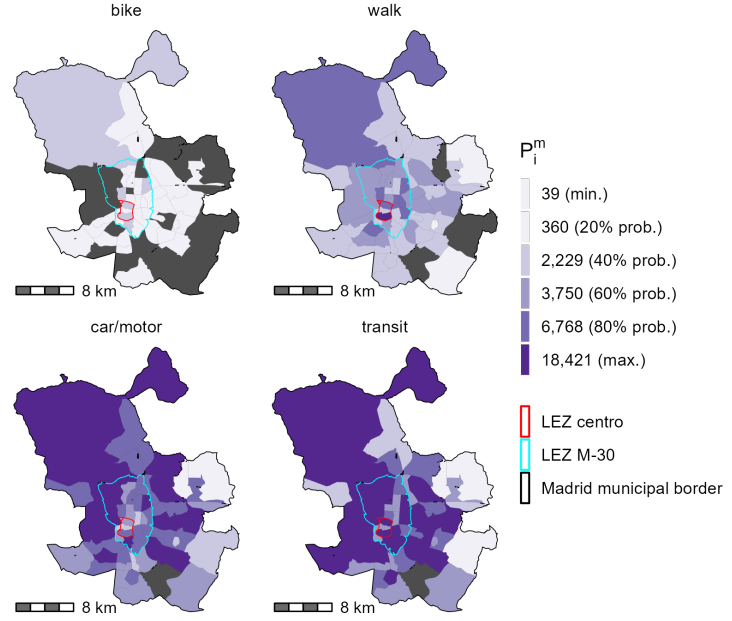 bike
walk
8 km
8 km
car/motor
transit
8 km
8 km
P_i^m
39 (min.)
360 (20% prob.)
2,229 (40% prob.)
3,750 (60% prob.)
6,768 (80% prob.)
18,421 (max.)
LEZ centro
LEZ M-30
Madrid municipal border